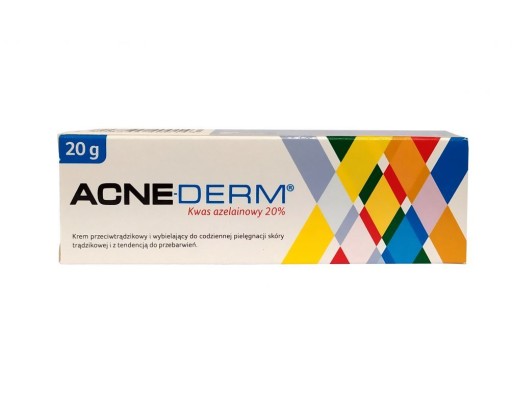 20 g
ACNE-DERM®
Kwas azelainowy 20%
Krem przeciwtrądzikowy i wybielający do codziennej pielęgnacji skóry
trądzikowej i z tendencją do przebarwień.